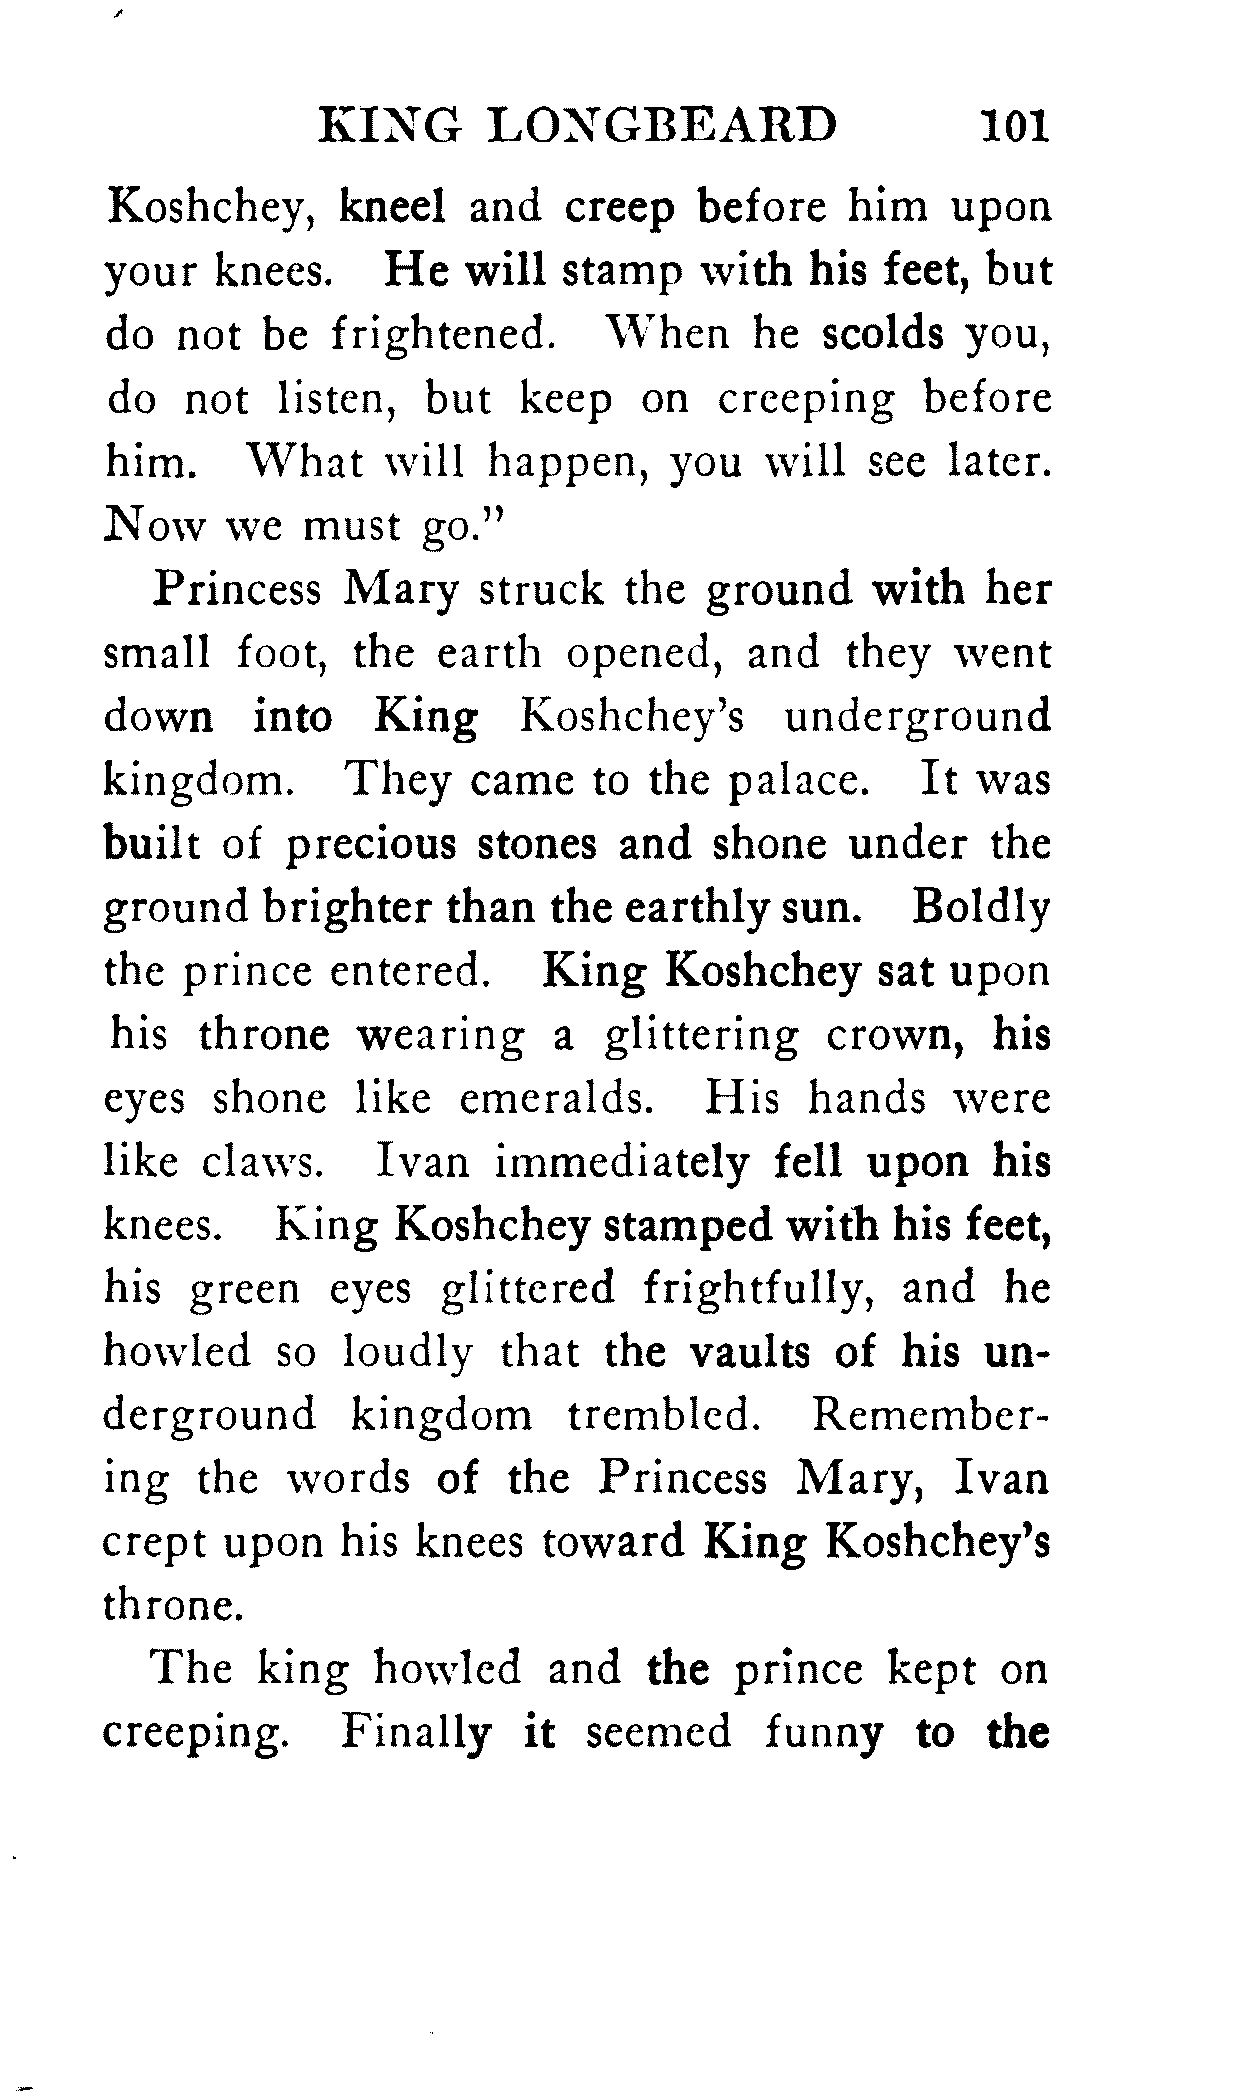 KING LONGBEARD 101
Koshchey, kneel and creep before him upon
your knees. He will stamp with his feet, but
do not be frightened. When he scolds you,
do not listen, but keep on creeping before
him. What will happen, you will see later.
Now we must go."
Princess Mary struck the ground with her
small foot, the earth opened, and they went
down into King Koshchey's underground
kingdom. They came to the palace. It was
built of precious stones and shone under the
ground brighter than the earthly sun. Boldly
the prince entered. King Koshchey sat upon
his throne wearing a glittering crown, his
eyes shone like emeralds. His hands were
like claws. Ivan immediately fell upon his
knees. King Koshchey stamped with his feet,
his green eyes glittered frightfully, and he
howled so loudly that the vaults of his un-
derground kingdom trembled. Remember-
ing the words of the Princess Mary, Ivan
crept upon his knees toward King Koshchey's
throne.
The king howled and the prince kept on
creeping. Finally it seemed funny to the